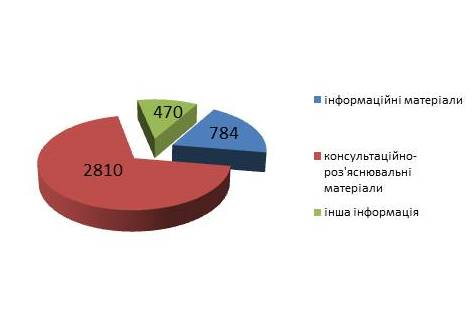 470
784
2810
інформаційні матеріали
консультаційно-
роз'яснювальні
матеріали
інша інформація